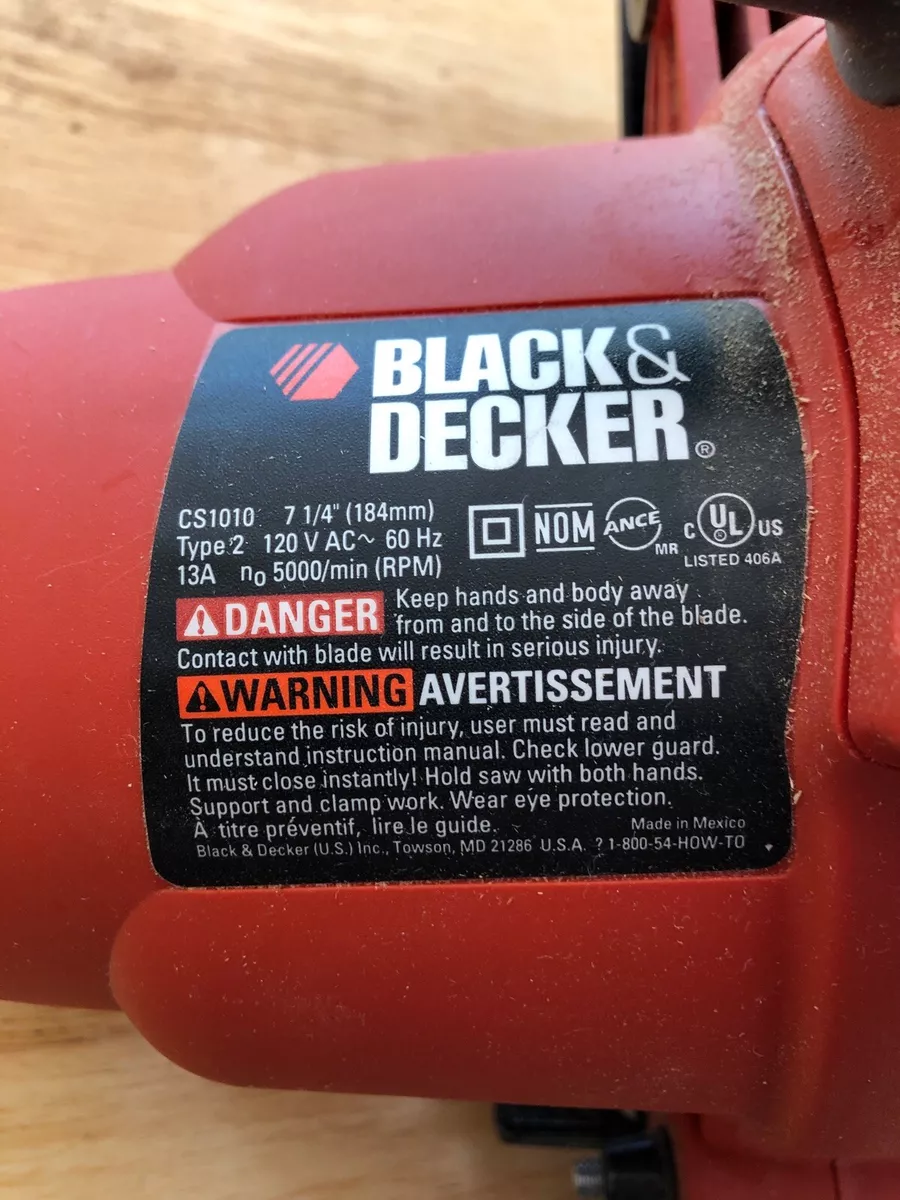 BLACK&
DECKER®
CS1010 7 1/4" (184mm)
Type 2 120 V AC~ 60 Hz
13A no 5000/min (RPM)
NOM ANCE MR
C UL US
LISTED 406A
DANGER Keep hands and body away
from and to the side of the blade.
Contact with blade will result in serious injury.
WARNING AVERTISSEMENT
To reduce the risk of injury, user must read and
understand instruction manual. Check lower guard.
It must close instantly! Hold saw with both hands.
Support and clamp work. Wear eye protection.
À titre préventif, lire le guide.
Made in Mexico
Black & Decker (U.S.) Inc., Towson, MD 21286 U.S.A. ? 1-800-54-HOW-TO